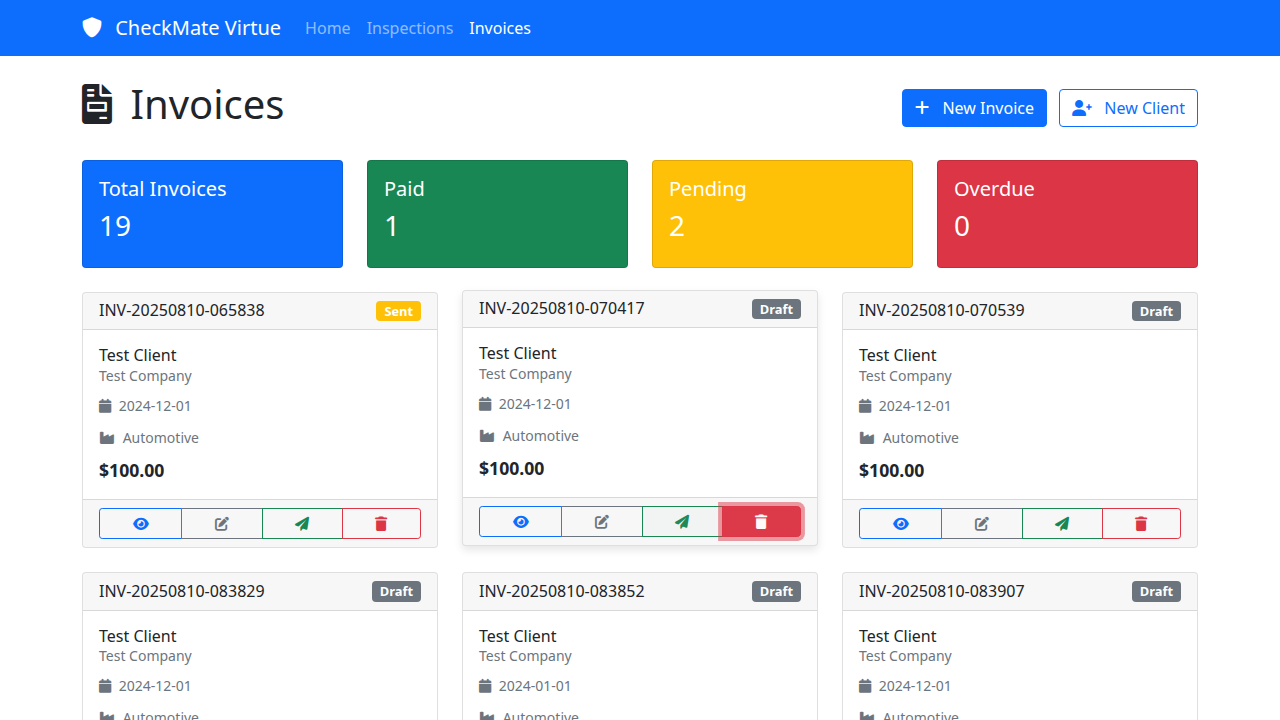 CheckMate Virtue Home Inspections Invoices
Invoices
New Invoice New Client
Total Invoices
19
Paid
1
Pending
2
Overdue
0
INV-20250810-065838 Sent
Test Client
Test Company
2024-12-01
Automotive
$100.00
INV-20250810-070417 Draft
Test Client
Test Company
2024-12-01
Automotive
$100.00
INV-20250810-070539 Draft
Test Client
Test Company
2024-12-01
Automotive
$100.00
INV-20250810-083829 Draft
Test Client
Test Company
2024-12-01
Automotive
INV-20250810-083852 Draft
Test Client
Test Company
2024-01-01
Automotive
INV-20250810-083907 Draft
Test Client
Test Company
2024-12-01
Automotive